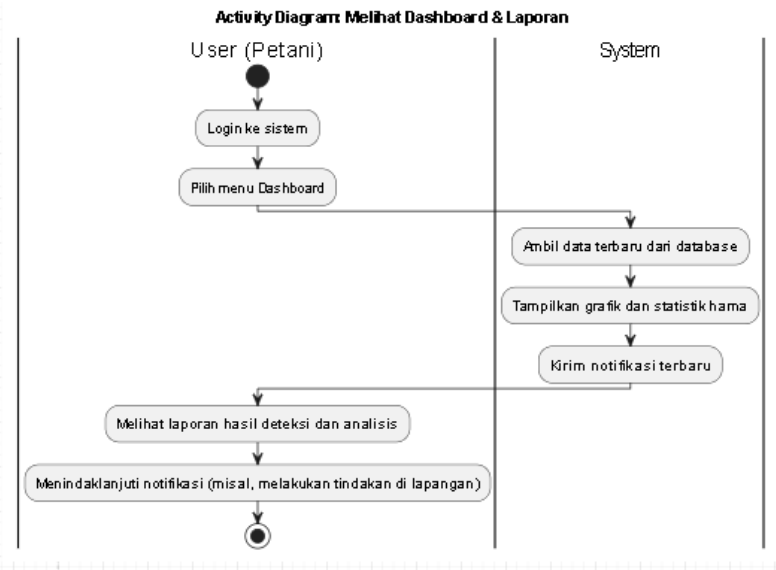 Activity Diagram: Melihat Dashboard & Laporan
User (Petani)
System
Login ke sistem
Pilih menu Dashboard
Ambil data terbaru dari database
Tampilkan grafik dan statistik hama
Kirim notifikasi terbaru
Melihat laporan hasil deteksi dan analisis
Menindaklanjuti notifikasi (misal, melakukan tindakan di lapangan)